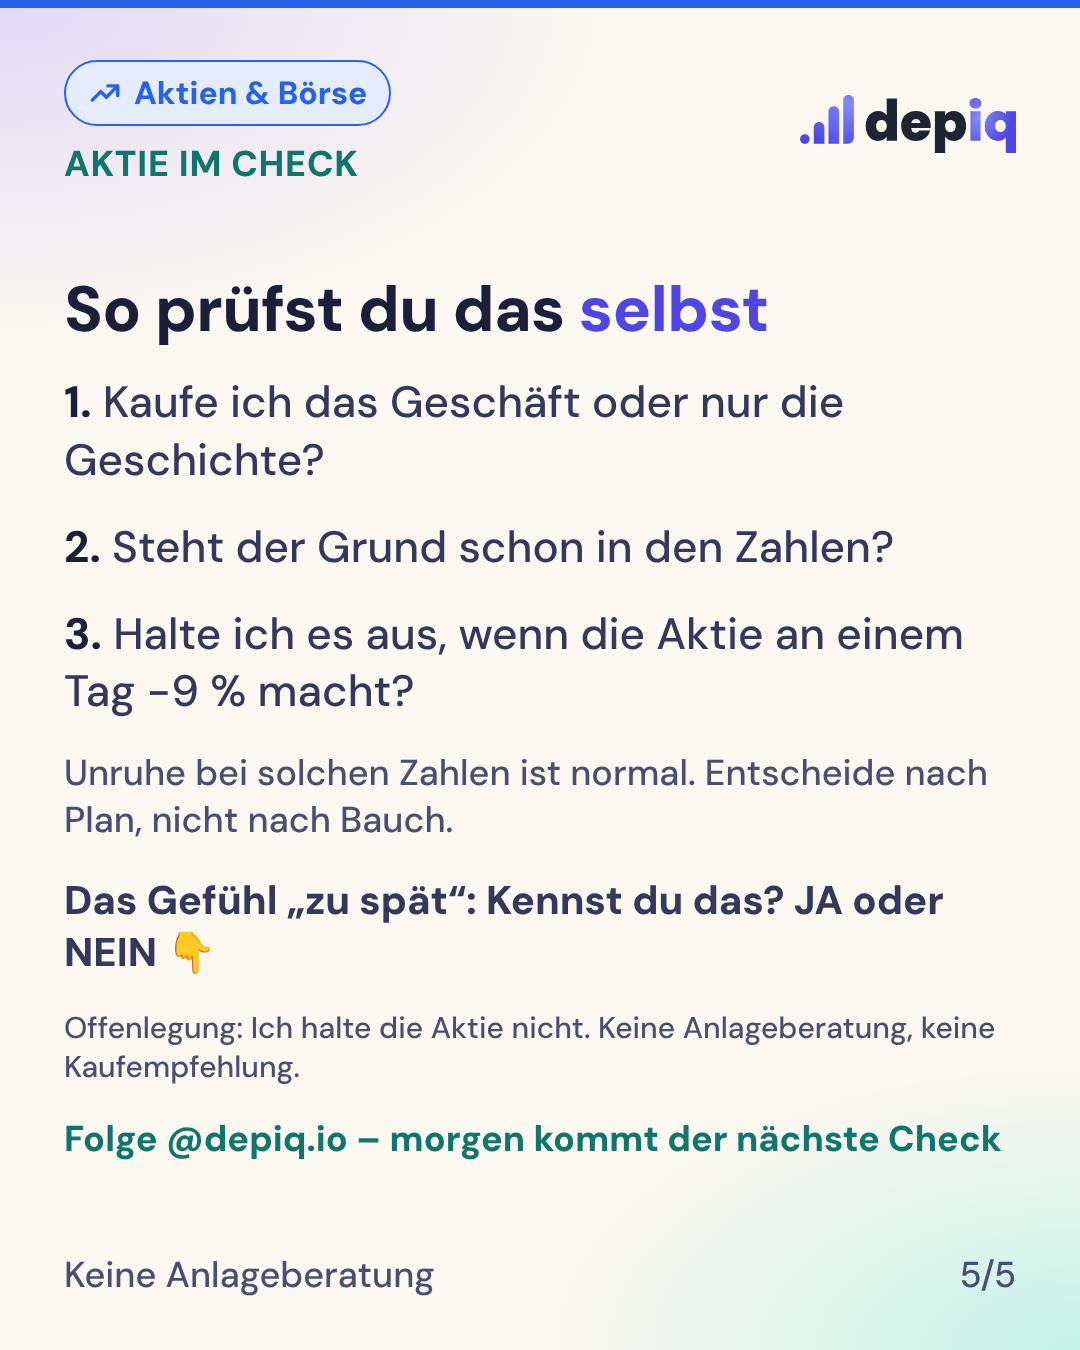 Aktien & Börse
depiq
AKTIE IM CHECK
So prüfst du das selbst
1. Kaufe ich das Geschäft oder nur die
Geschichte?
2. Steht der Grund schon in den Zahlen?
3. Halte ich es aus, wenn die Aktie an einem
Tag −9 % macht?
Unruhe bei solchen Zahlen ist normal. Entscheide nach
Plan, nicht nach Bauch.
Das Gefühl „zu spät“: Kennst du das? JA oder
NEIN 👇
Offenlegung: Ich halte die Aktie nicht. Keine Anlageberatung, keine
Kaufempfehlung.
Folge @depiq.io – morgen kommt der nächste Check
Keine Anlageberatung
5/5